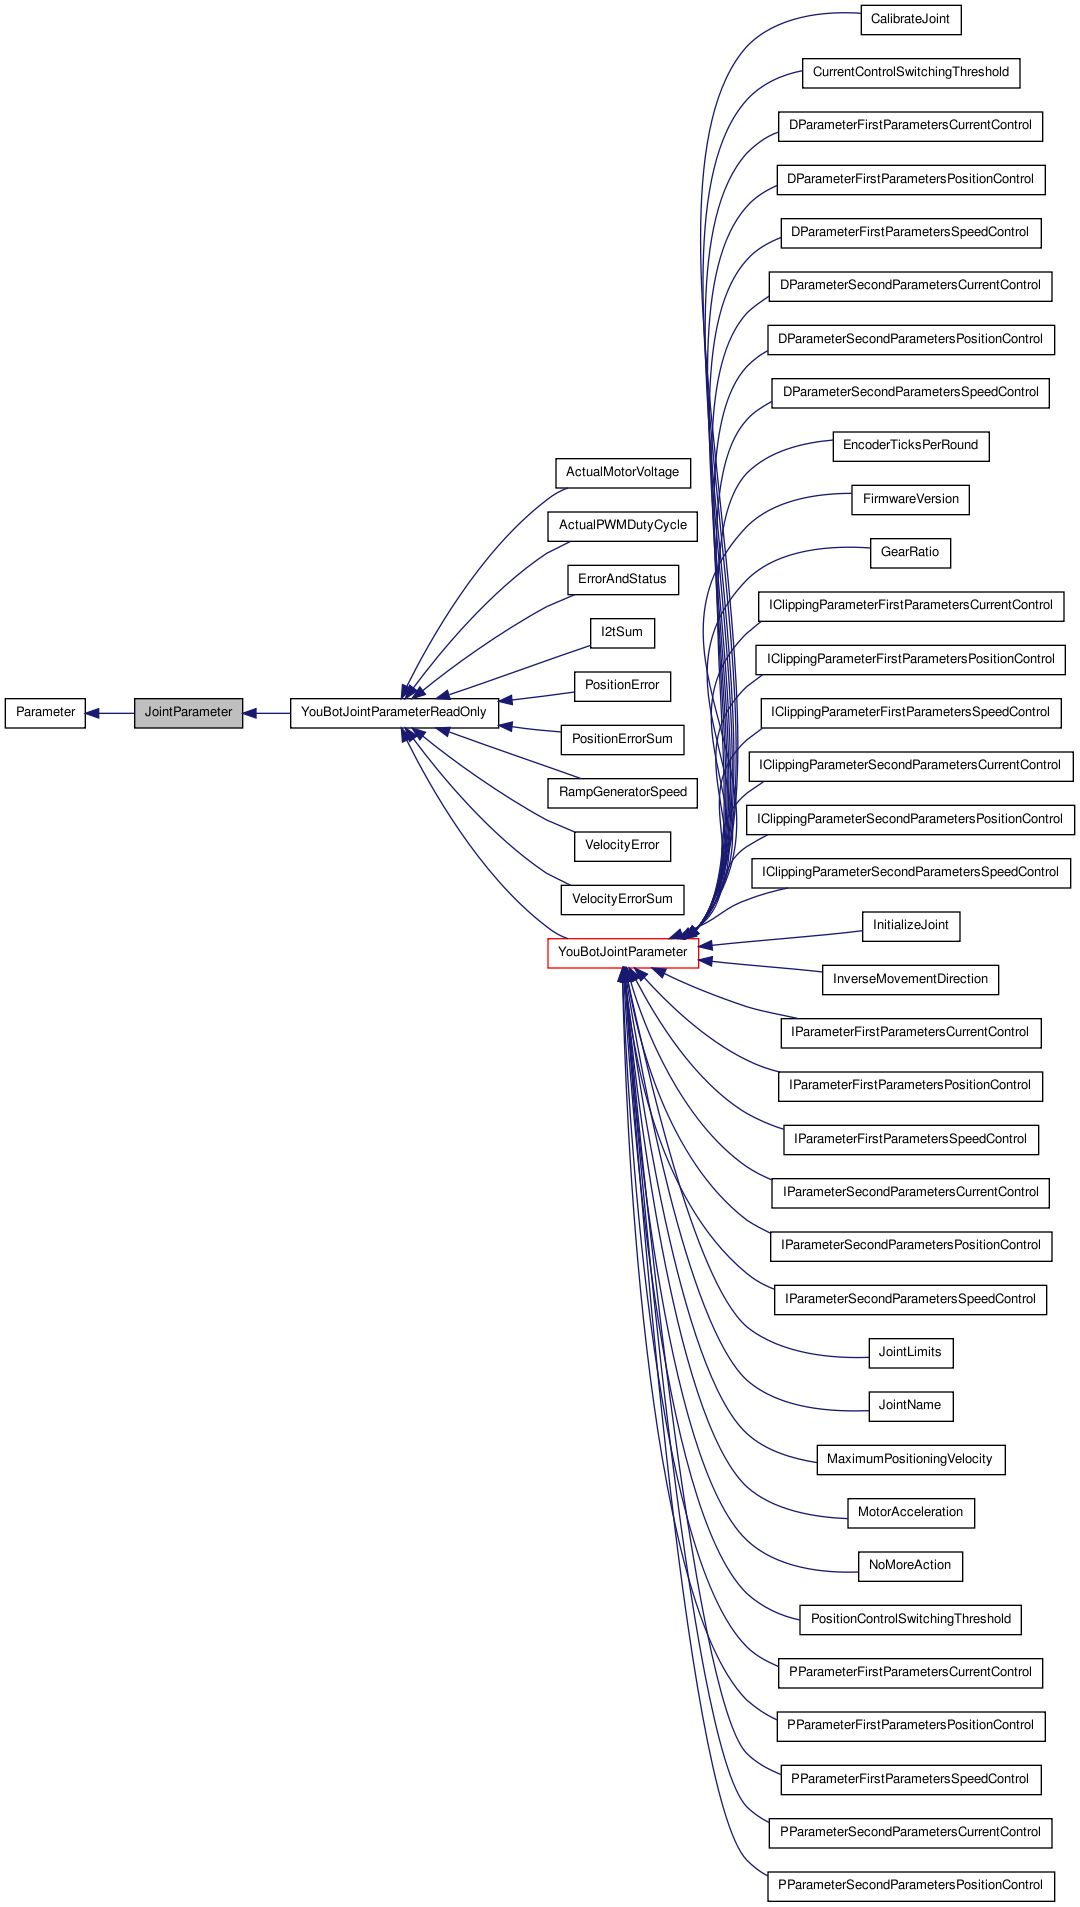 CalibrateJoint
CurrentControlSwitchingThreshold
DParameterFirstParametersCurrentControl
DParameterFirstParametersPositionControl
DParameterFirstParametersSpeedControl
DParameterSecondParametersCurrentControl
DParameterSecondParametersPositionControl
DParameterSecondParametersSpeedControl
EncoderTicksPerRound
ActualMotorVoltage
FirmwareVersion
ActualPWMDutyCycle
GearRatio
ErrorAndStatus
IClippingParameterFirstParametersCurrentControl
I2tSum
IClippingParameterFirstParametersPositionControl
PositionError
Parameter
JointParameter
YouBotJointParameterReadOnly
IClippingParameterFirstParametersSpeedControl
PositionErrorSum
IClippingParameterSecondParametersCurrentControl
RampGeneratorSpeed
IClippingParameterSecondParametersPositionControl
VelocityError
IClippingParameterSecondParametersSpeedControl
VelocityErrorSum
InitializeJoint
YouBotJointParameter
InverseMovementDirection
IParameterFirstParametersCurrentControl
IParameterFirstParametersPositionControl
IParameterFirstParametersSpeedControl
IParameterSecondParametersCurrentControl
IParameterSecondParametersPositionControl
IParameterSecondParametersSpeedControl
JointLimits
JointName
MaximumPositioningVelocity
MotorAcceleration
NoMoreAction
PositionControlSwitchingThreshold
PParameterFirstParametersCurrentControl
PParameterFirstParametersPositionControl
PParameterFirstParametersSpeedControl
PParameterSecondParametersCurrentControl
PParameterSecondParametersPositionControl